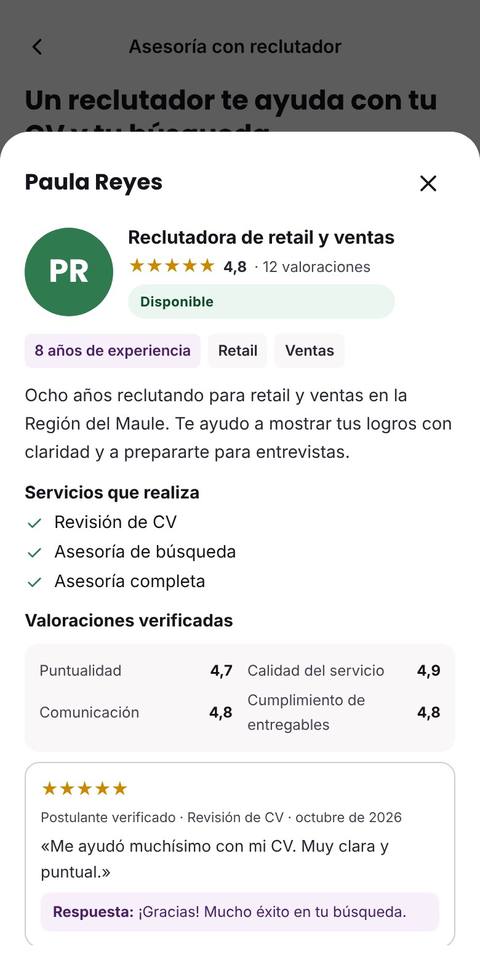 Asesoría con reclutador
Un reclutador te ayuda con tu
CV y tu búsqueda
Paula Reyes
PR
Reclutadora de retail y ventas
★★★★★ 4,8 · 12 valoraciones
Disponible
8 años de experiencia
Retail
Ventas
Ocho años reclutando para retail y ventas en la
Región del Maule. Te ayudo a mostrar tus logros con
claridad y a prepararte para entrevistas.
Servicios que realiza
Revisión de CV
Asesoría de búsqueda
Asesoría completa
Valoraciones verificadas
Puntualidad 4,7
Calidad del servicio 4,9
Comunicación 4,8
Cumplimiento de
entregables 4,8
★★★★★
Postulante verificado · Revisión de CV · octubre de 2026
«Me ayudó muchísimo con mi CV. Muy clara y
puntual.»
Respuesta: ¡Gracias! Mucho éxito en tu búsqueda.